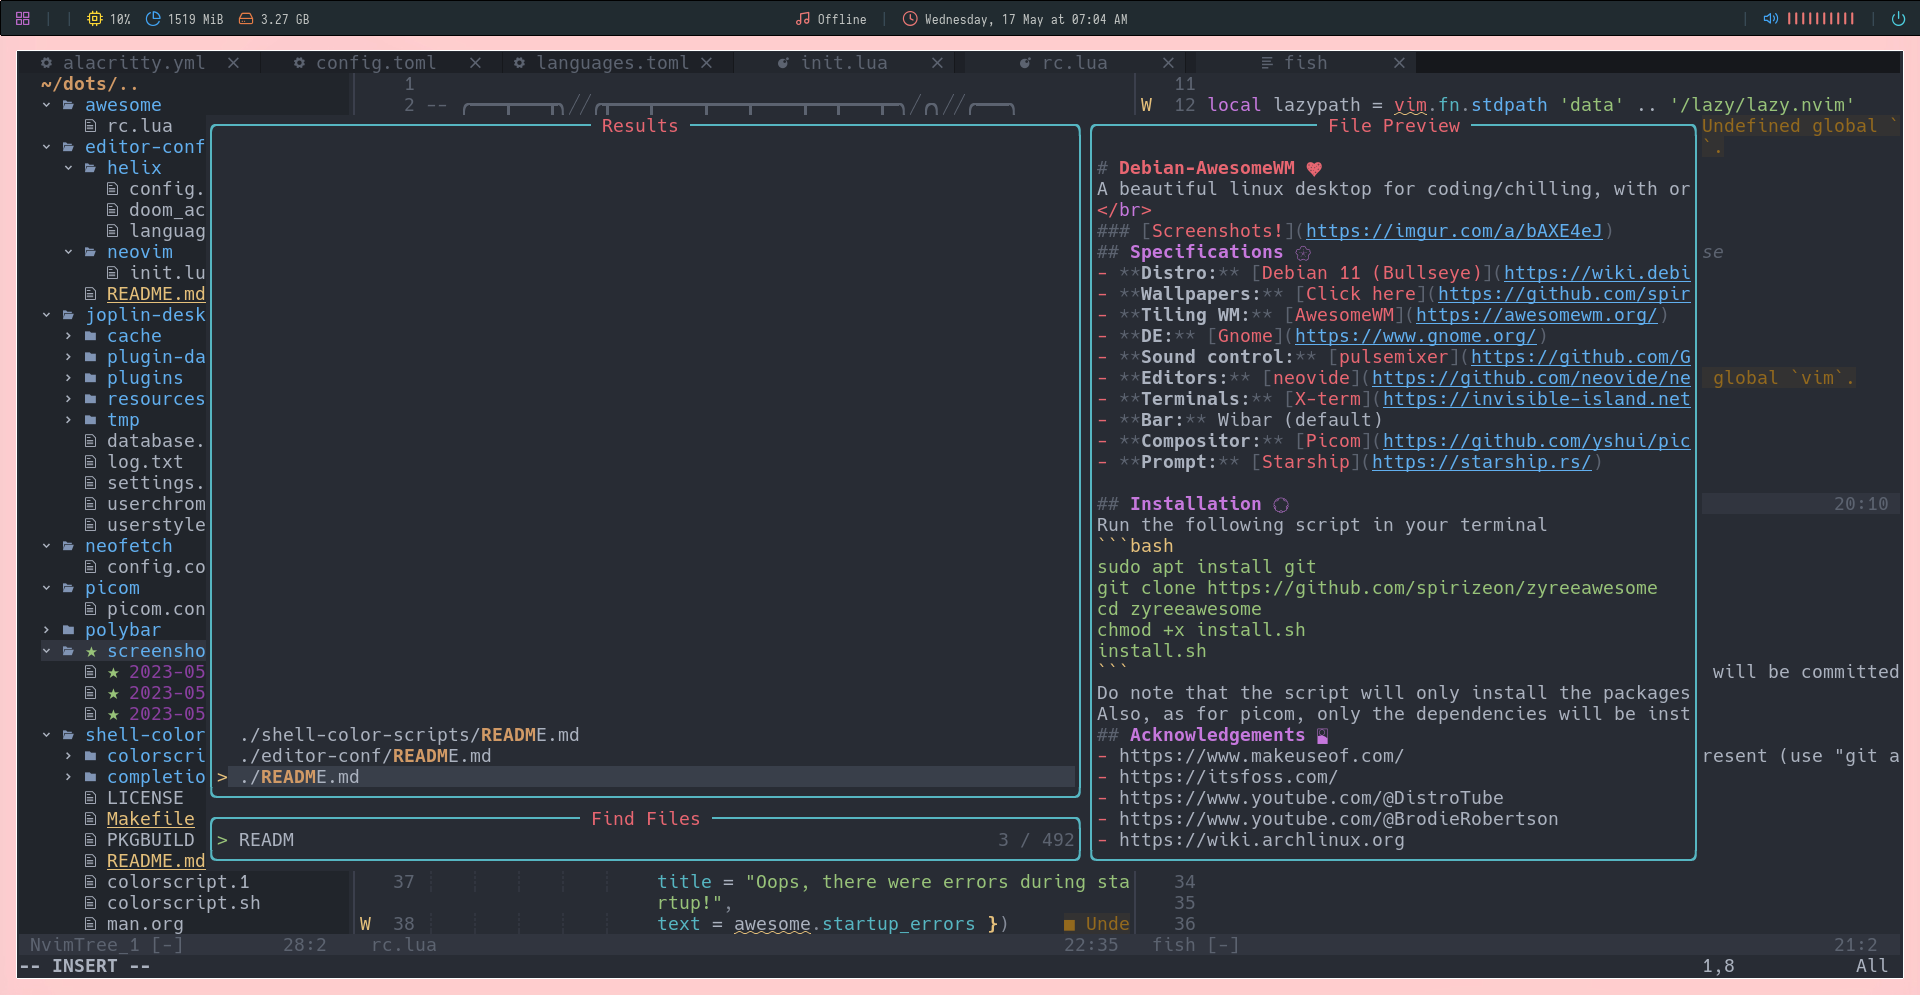 10% 1519 MiB 3.27 GB Offline Wednesday, 17 May at 07:04 AM
alacritty.yml config.toml languages.toml init.lua rc.lua fish
~/dots/..
awesome
rc.lua
editor-conf
helix
config.
doom_ac
languag
neovim
init.lu
README.md
joplin-desk
cache
plugin-da
plugins
resources
tmp
database.
log.txt
settings.
userchrom
userstyle
neofetch
config.co
picom
picom.con
polybar
★ screensho
★ 2023-05
★ 2023-05
★ 2023-05
shell-color
colorscri
completio
LICENSE
Makefile
PKGBUILD
README.md
colorscript.1
colorscript.sh
man.org
NvimTree_1 [-] 28:2
1
2 --
Results
./shell-color-scripts/README.md
./editor-conf/README.md
> ./README.md
Find Files
> READM 3 / 492
37 title = "Oops, there were errors during sta
rtup!",
W 38 text = awesome.startup_errors }) ■ Unde
rc.lua 22:35
11
W 12 local lazypath = vim.fn.stdpath 'data' .. '/lazy/lazy.nvim'
Undefined global `
`.
se
global `vim`.
20:10
will be committed
resent (use "git a
File Preview
# Debian-AwesomeWM
A beautiful linux desktop for coding/chilling, with or
</br>
### [Screenshots!](https://imgur.com/a/bAXE4eJ)
## Specifications
- **Distro:** [Debian 11 (Bullseye)](https://wiki.debi
- **Wallpapers:** [Click here](https://github.com/spir
- **Tiling WM:** [AwesomeWM](https://awesomewm.org/)
- **DE:** [Gnome](https://www.gnome.org/)
- **Sound control:** [pulsemixer](https://github.com/G
- **Editors:** [neovide](https://github.com/neovide/ne
- **Terminals:** [X-term](https://invisible-island.net
- **Bar:** Wibar (default)
- **Compositor:** [Picom](https://github.com/yshui/pic
- **Prompt:** [Starship](https://starship.rs/)
## Installation
Run the following script in your terminal
```bash
sudo apt install git
git clone https://github.com/spirizeon/zyreeawesome
cd zyreeawesome
chmod +x install.sh
install.sh
```
Do note that the script will only install the packages
Also, as for picom, only the dependencies will be inst
## Acknowledgements
- https://www.makeuseof.com/
- https://itsfoss.com/
- https://www.youtube.com/@DistroTube
- https://www.youtube.com/@BrodieRobertson
- https://wiki.archlinux.org
34
35
36
fish [-] 21:2
-- INSERT -- 1,8 All